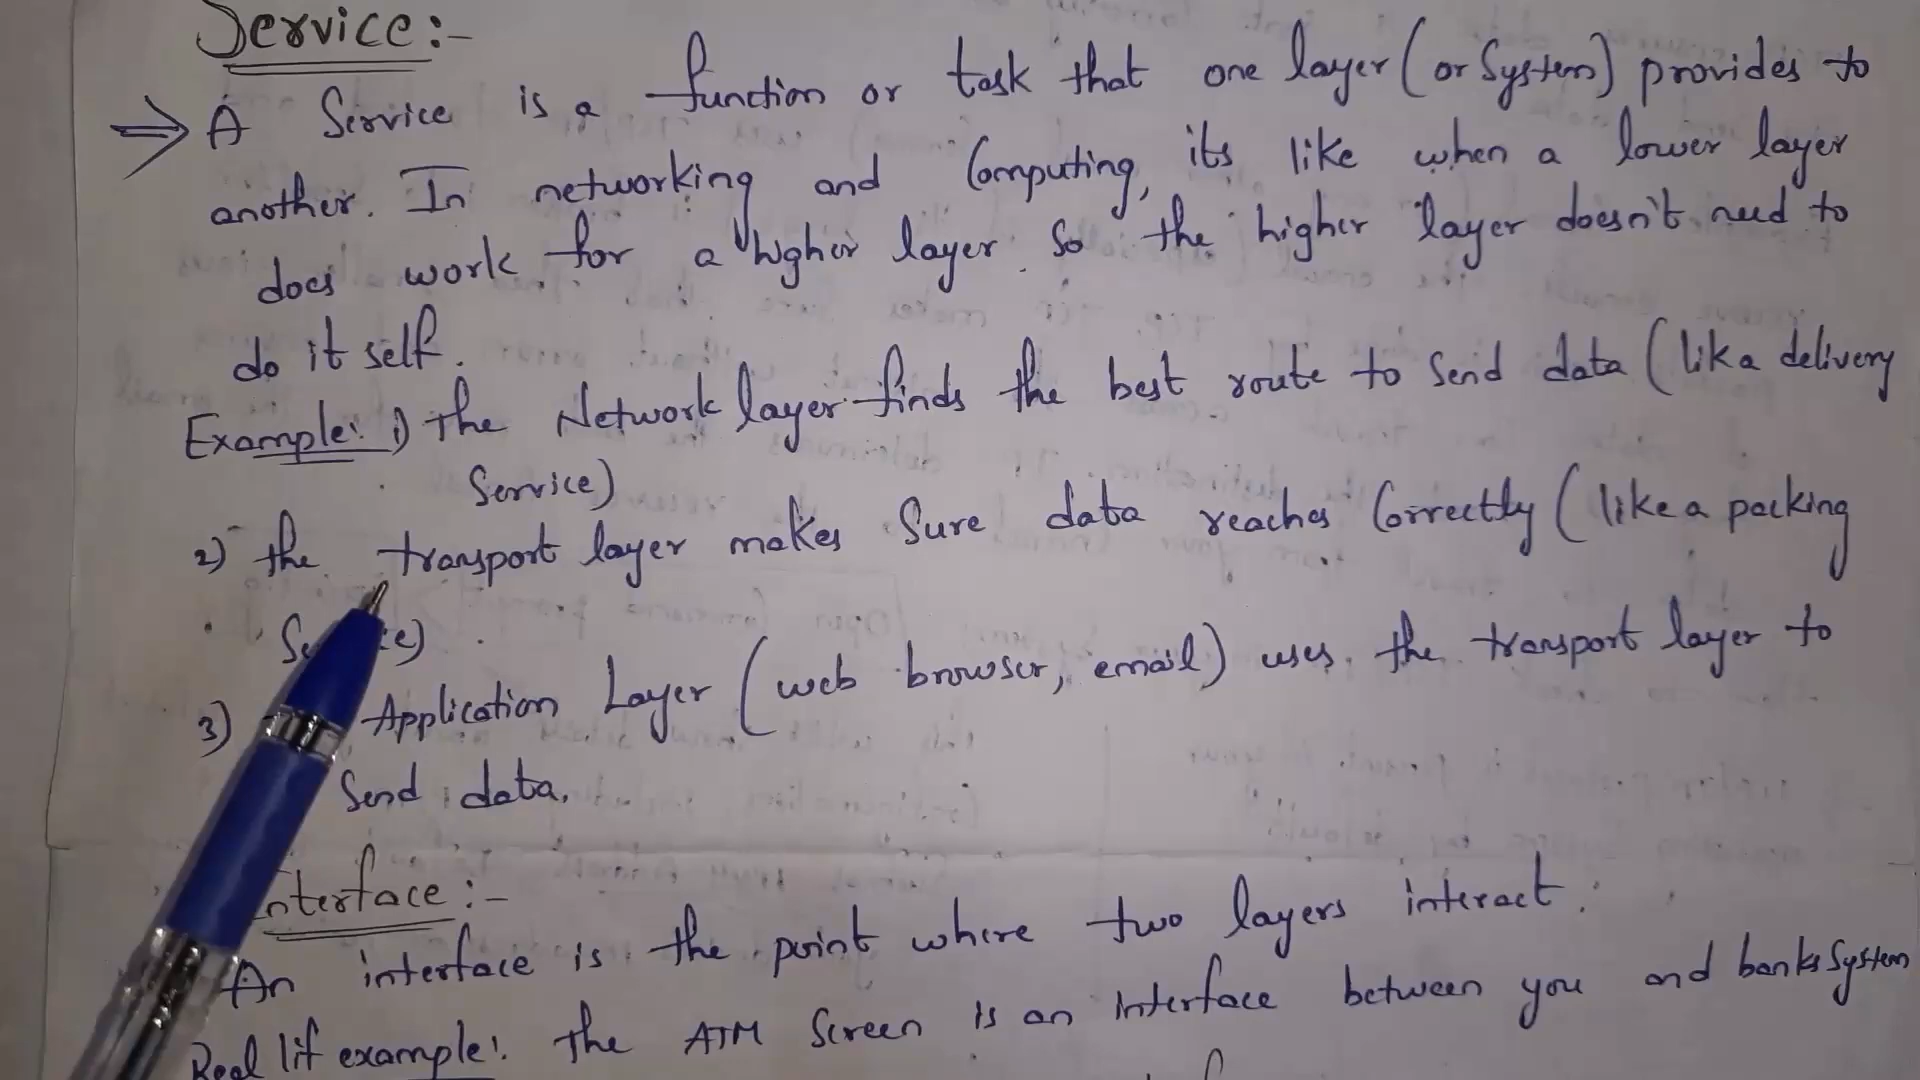 Service:-
⇒ A Service is a function or task that one layer (or System) provides to
another. In networking and Computing, its like when a lower layer
does work for a higher layer so the higher layer doesn't need to
do it self.
Example: 1) The Network layer finds the best route to Send data (lika delivery
Service)
2) the transport layer makes Sure data reaches Correctly (like a packing
3) Application Layer (web browser, email) uses the transport layer to
Send data.
Interface:-
An interface is the point where two layers interact.
Real lif example: The ATM Screen is an interface between you and banks System